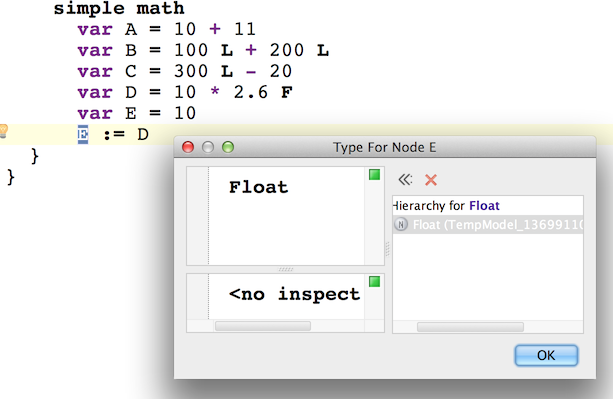 simple math
var A = 10 + 11
var B = 100 L + 200 L
var C = 300 L - 20
var D = 10 * 2.6 F
var E = 10
E := D
}
}
Type For Node E
Float
<no inspect
Hierarchy for Float
N Float (TempModel_13699110
OK